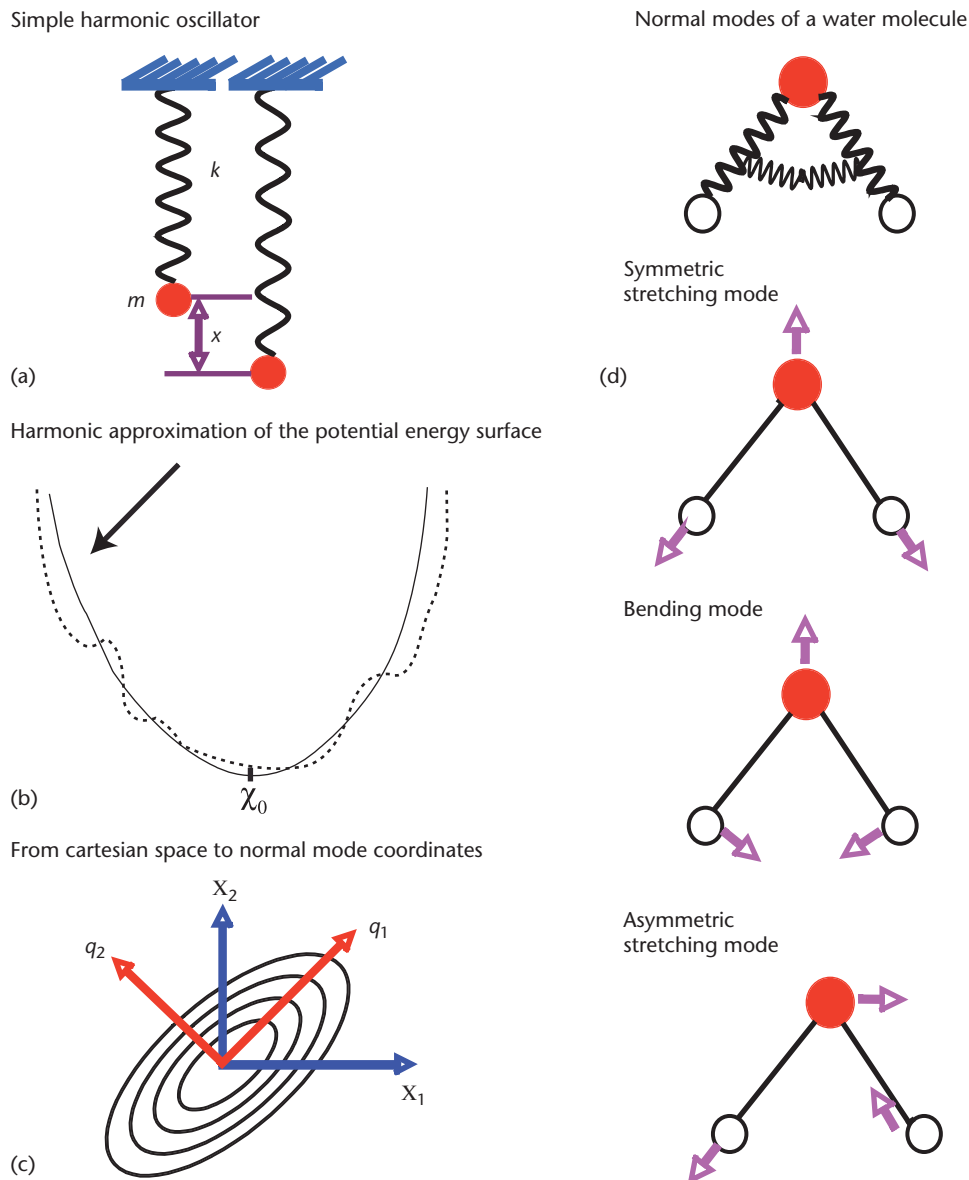 Simple harmonic oscillator
k
m
x
(a)
Harmonic approximation of the potential energy surface
χ0
(b)
From cartesian space to normal mode coordinates
X2
q2
q1
X1
(c)
Normal modes of a water molecule
Symmetric
stretching mode
(d)
Bending mode
Asymmetric
stretching mode